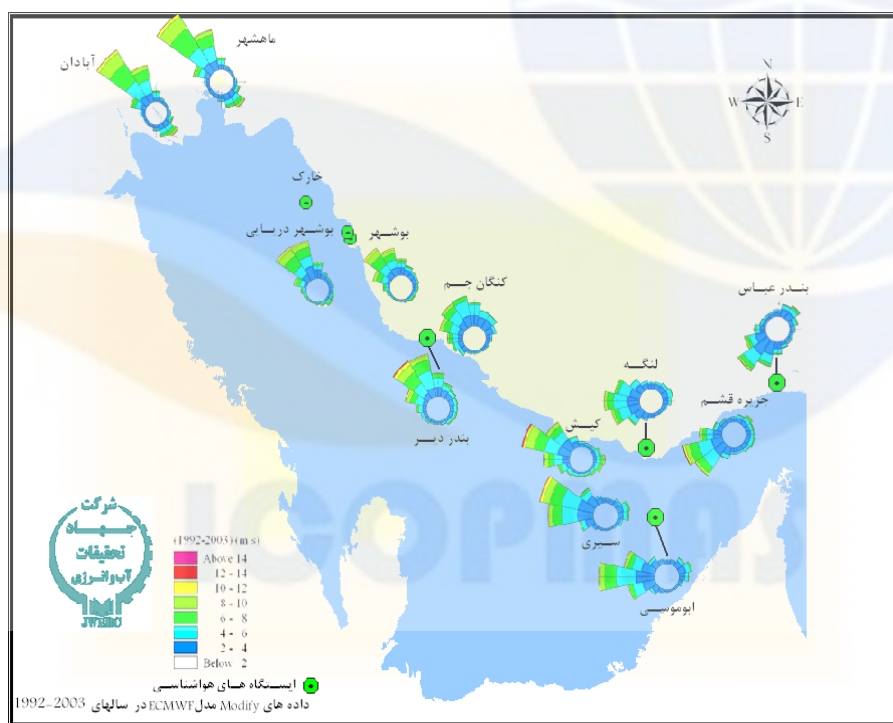 ماهشهر
آبادان
N
W E
S
خارک
بوشهر دریایی
بوشهر
کنگان جم
بندر عباس
لنگه
جزیره قشم
کیش
بندر دیر
سیری
ابوموسی
شرکت
جهاد
تحقیقات
آب و انرژی
JWERC
(1992-2003) (m/s)
Above 14
12 - 14
10 - 12
8 - 10
6 - 8
4 - 6
2 - 4
Below 2
ایستگاه های هواشناسی
داده های Modify مدل ECMWF در سالهای 2003-1992